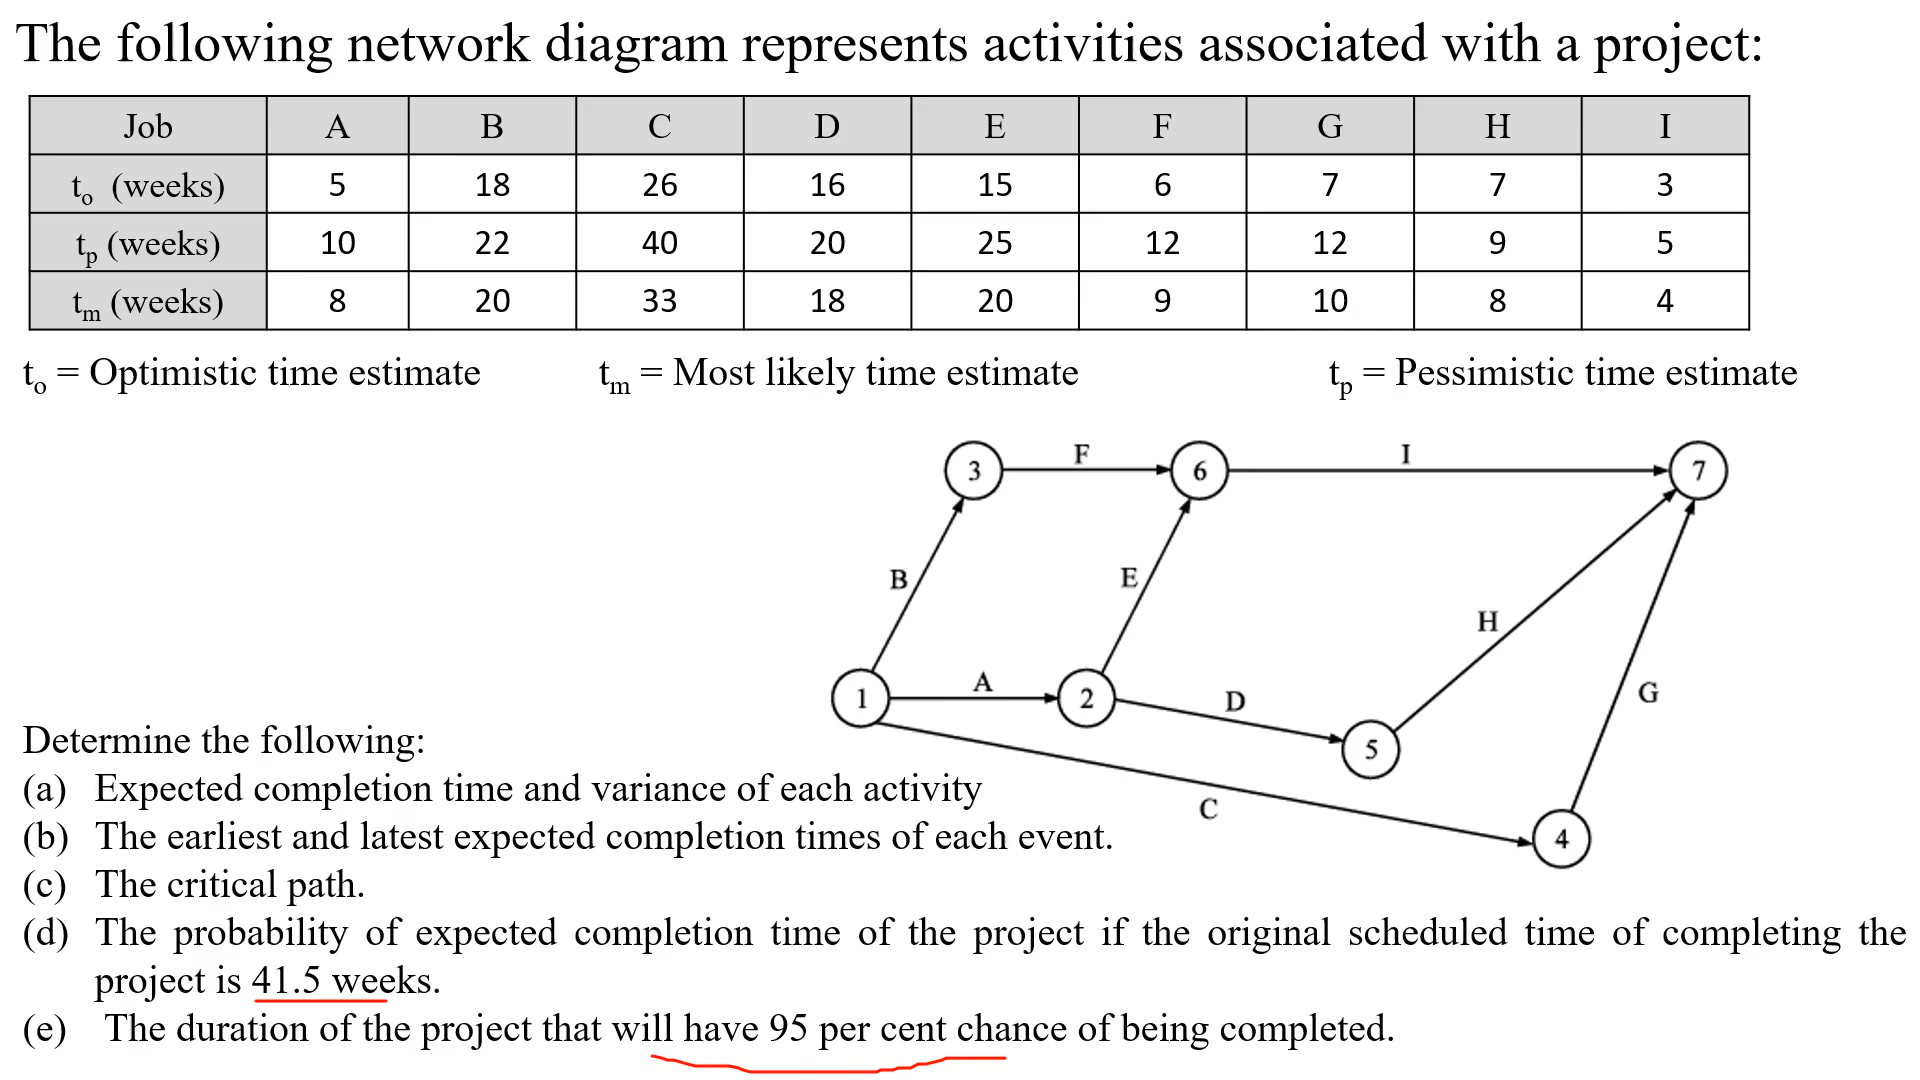 The following network diagram represents activities associated with a project:
Job A B C D E F G H I
to (weeks) 5 18 26 16 15 6 7 7 3
tp (weeks) 10 22 40 20 25 12 12 9 5
tm (weeks) 8 20 33 18 20 9 10 8 4
to = Optimistic time estimate tm = Most likely time estimate tp = Pessimistic time estimate
3 F 6 I 7
B E H
1 A 2 D 5 G
C 4
Determine the following:
(a) Expected completion time and variance of each activity
(b) The earliest and latest expected completion times of each event.
(c) The critical path.
(d) The probability of expected completion time of the project if the original scheduled time of completing the
project is 41.5 weeks.
(e) The duration of the project that will have 95 per cent chance of being completed.